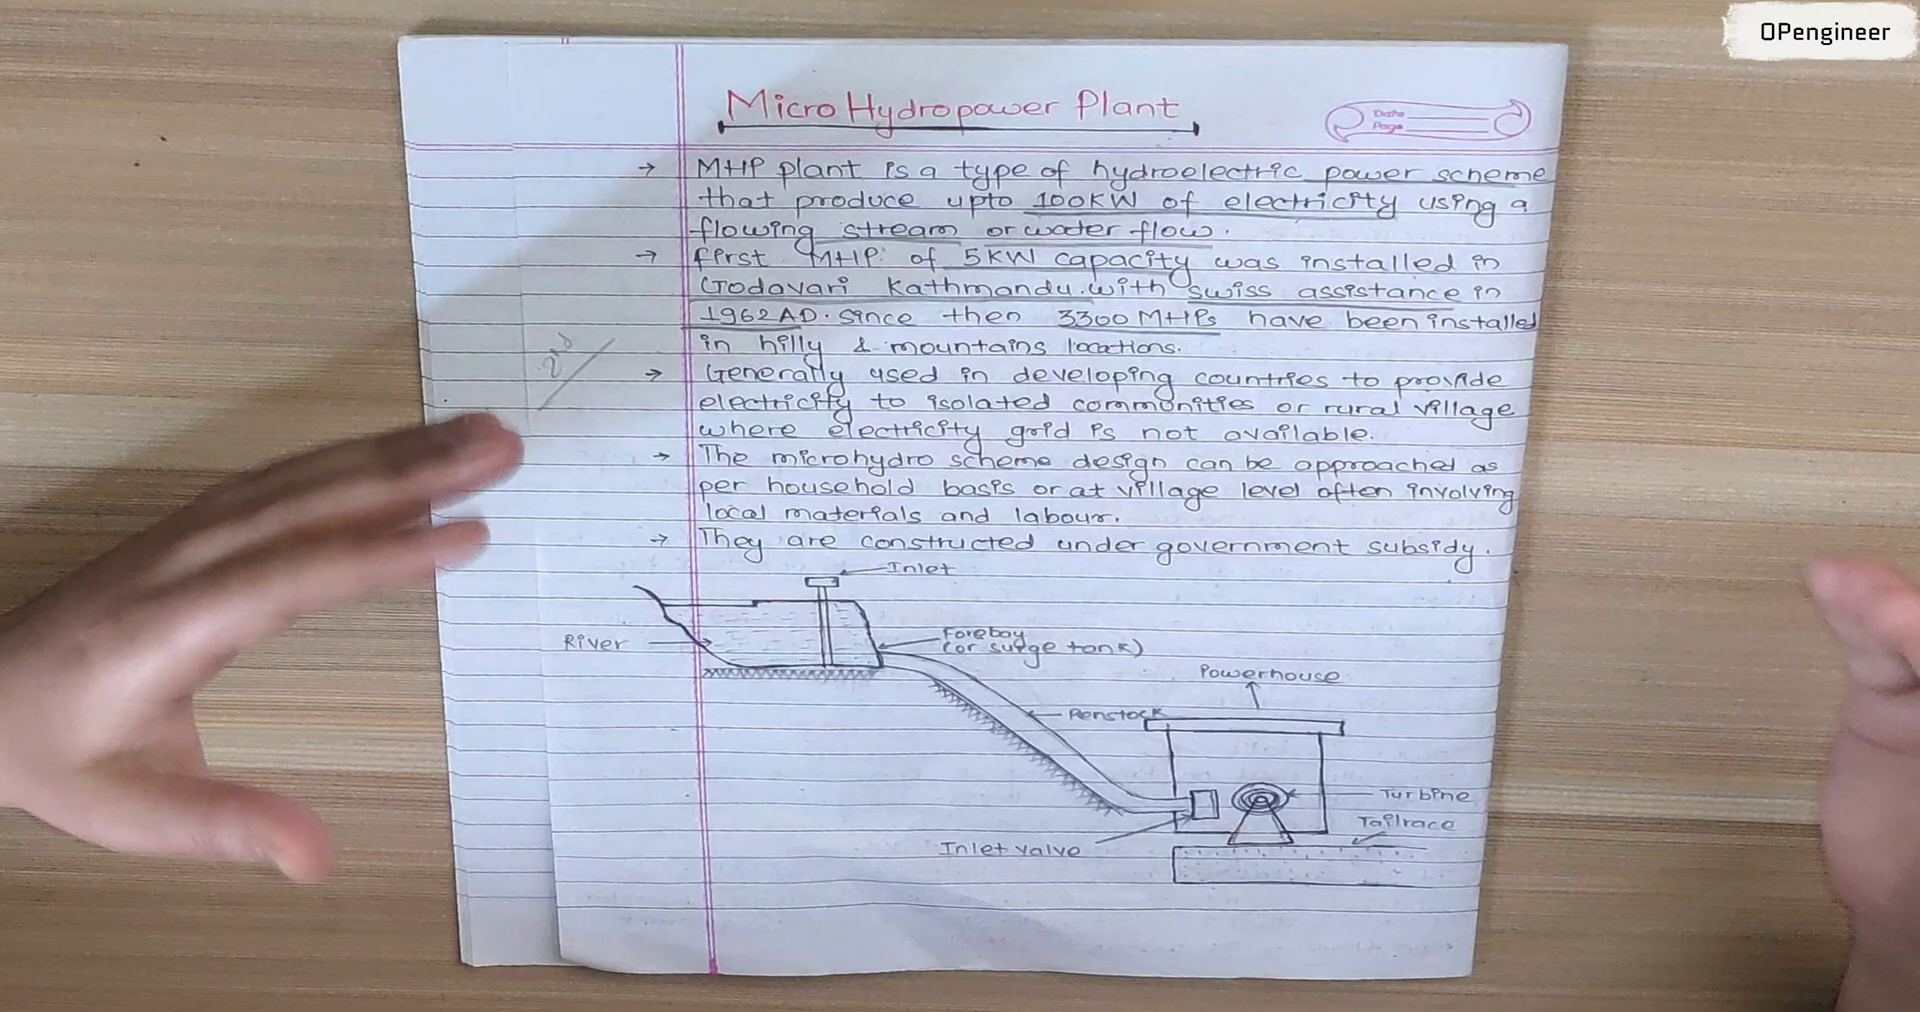 OPengineer
Micro Hydropower Plant
Date
Page
→ MHP plant is a type of hydroelectric power scheme
that produce upto 100KW of electricity using a
flowing stream or water flow.
→ first MHP of 5KW capacity was installed in
Godavari Kathmandu with swiss assistance in
1962AD. Since then 3300 MHPs have been installed
in hilly & mountains locations.
2nd
→ Generally used in developing countries to provide
electricity to isolated communities or rural village
where electricity grid is not available.
→ The microhydro scheme design can be approached as
per household basis or at village level often involving
local materials and labour.
→ They are constructed under government subsidy.
Inlet
River
Forebay
(or surge tank)
Powerhouse
Penstock
Turbine
Tailrace
Inlet valve